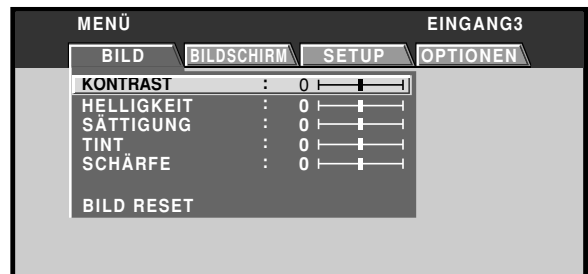 MENÜ EINGANG3
BILD BILDSCHIRM SETUP OPTIONEN
KONTRAST : 0
HELLIGKEIT : 0
SÄTTIGUNG : 0
TINT : 0
SCHÄRFE : 0
BILD RESET